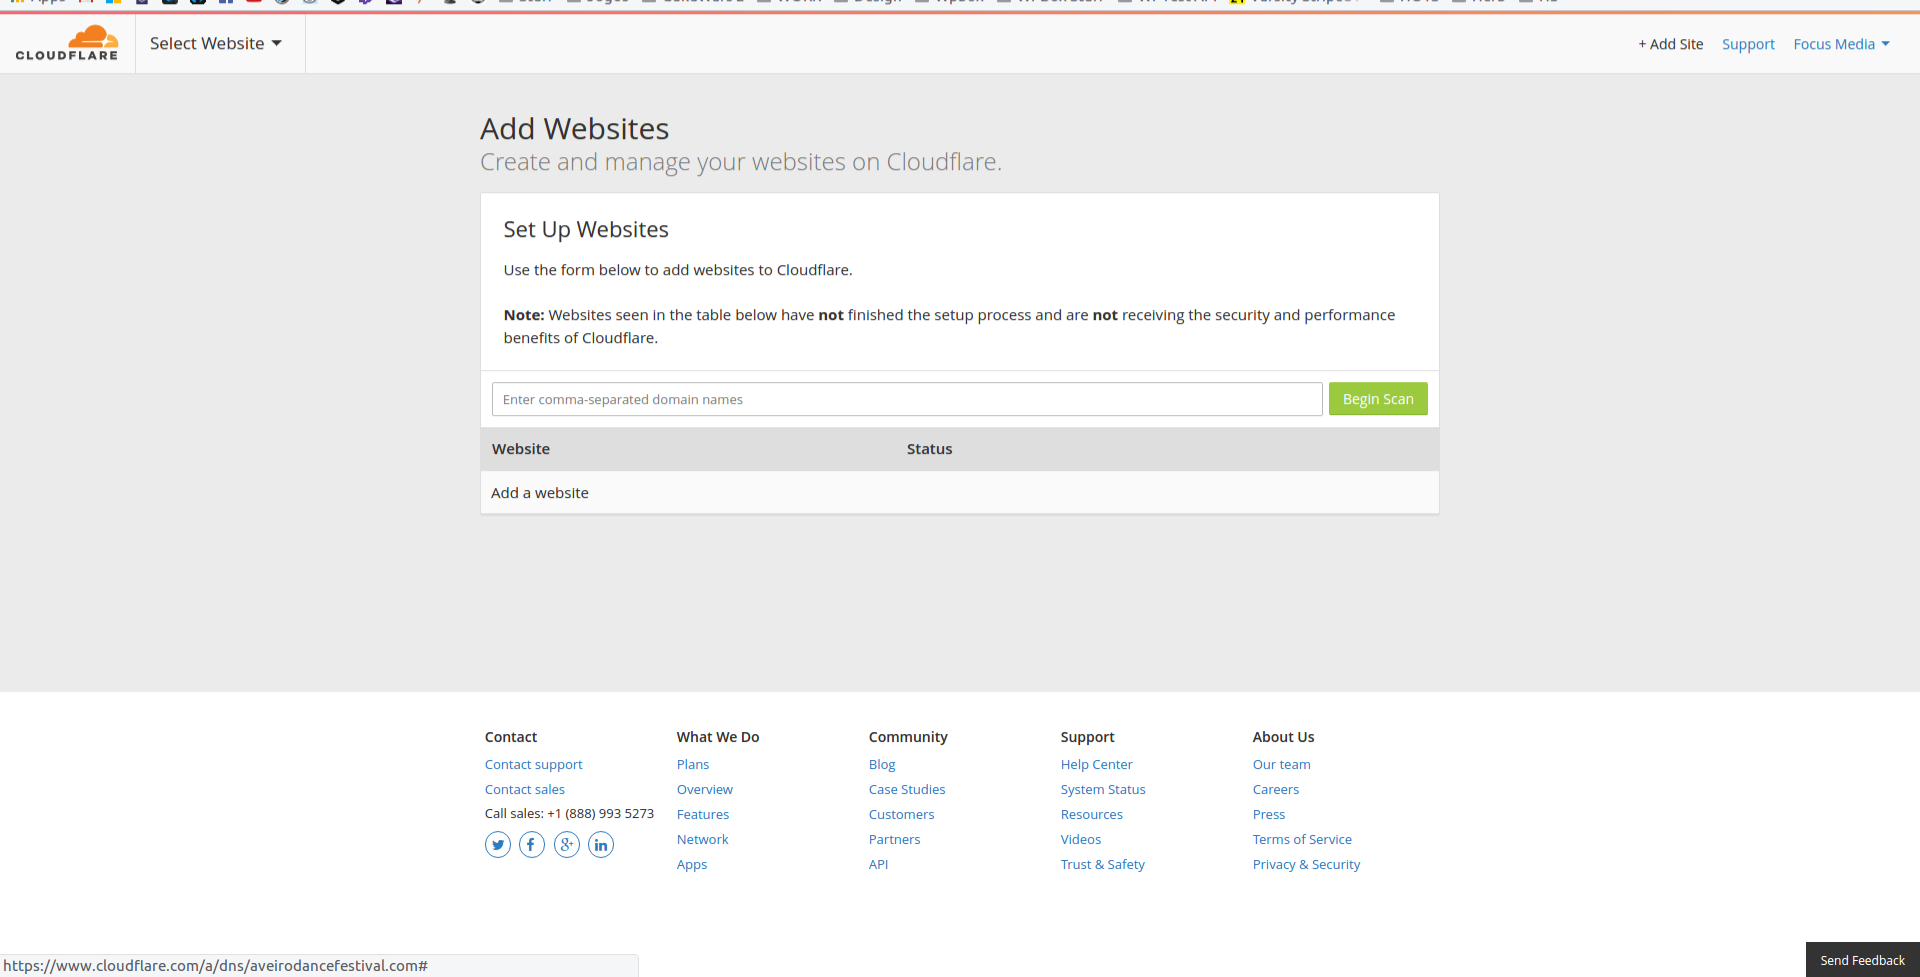 CLOUDFLARE
Select Website
+ Add Site
Support
Focus Media
Add Websites
Create and manage your websites on Cloudflare.
Set Up Websites
Use the form below to add websites to Cloudflare.
Note: Websites seen in the table below have not finished the setup process and are not receiving the security and performance
benefits of Cloudflare.
Enter comma-separated domain names
Begin Scan
Website Status
Add a website
Contact
Contact support
Contact sales
Call sales: +1 (888) 993 5273
What We Do
Plans
Overview
Features
Network
Apps
Community
Blog
Case Studies
Customers
Partners
API
Support
Help Center
System Status
Resources
Videos
Trust & Safety
About Us
Our team
Careers
Press
Terms of Service
Privacy & Security
https://www.cloudflare.com/a/dns/aveirodancefestival.com#
Send Feedback